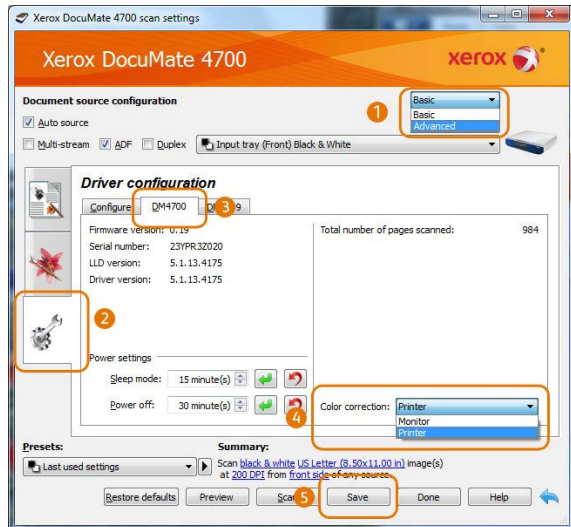 Xerox DocuMate 4700 scan settings
Xerox DocuMate 4700
xerox
Document source configuration
Basic
1
Basic
Advanced
Auto source
Multi-stream ADF Duplex Input tray (Front) Black & White
Driver configuration
Configure DM4700 3
Firmware version: 0.19
Total number of pages scanned: 984
Serial number: 23YPR3Z020
LLD version: 5.1.13.4175
Driver version: 5.1.13.4175
2
Power settings
Sleep mode: 15 minute(s)
Power off: 30 minute(s)
4
Color correction: Printer
Monitor
Printer
Presets:
Summary:
Last used settings
Scan black & white US Letter (8.50x11.00 in) image(s)
at 200 DPI from front side of any source.
Restore defaults Preview 5 Save Done Help